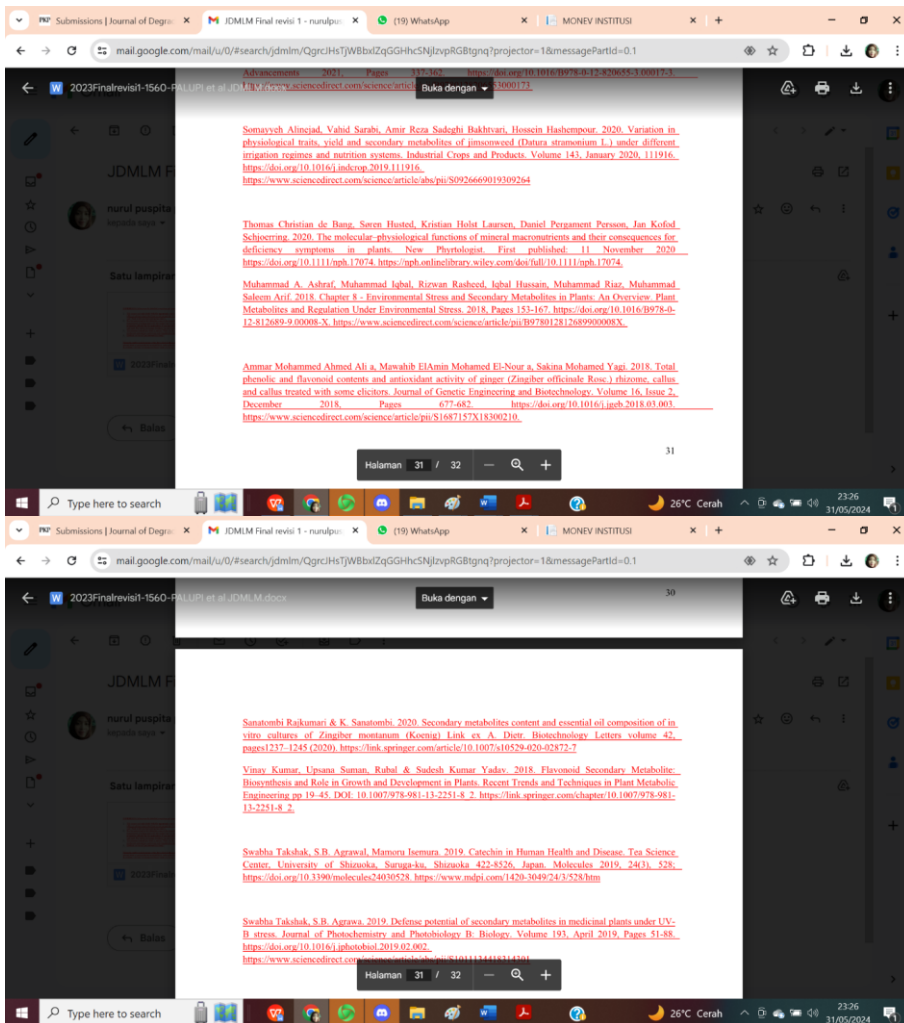 Submissions | Journal of Degra
JDMLM Final revisi 1 - nurulpus
(19) WhatsApp
MONEV INSTITUSI
mail.google.com/mail/u/0/#search/jdmlm/QgrcJHsTjWBbxlZqGGHhcSNjlzvpRGBtgnq?projector=1&messagePartId=0.1
2023Finalrevisi1-1560-PALUPI et al JDMLM.docx
Buka dengan
Advancements 2021, Pages 337-362. https://doi.org/10.1016/B978-0-12-820655-3.00017-3.
JDMLM F
nurul puspita
kepada saya
Satu lampiran
2023Finalr
Balas
Somayyeh Alinejad, Vahid Sarabi, Amir Reza Sadeghi Bakhtvari, Hossein Hashempour. 2020. Variation in
physiological traits, yield and secondary metabolites of jimsonweed (Datura stramonium L.) under different
irrigation regimes and nutrition systems. Industrial Crops and Products. Volume 143, January 2020, 111916.
https://doi.org/10.1016/j.indcrop.2019.111916.
https://www.sciencedirect.com/science/article/abs/pii/S0926669019309264
Thomas Christian de Bang, Søren Husted, Kristian Holst Laursen, Daniel Pergament Persson, Jan Kofod
Schjoerring. 2020. The molecular–physiological functions of mineral macronutrients and their consequences for
deficiency symptoms in plants. New Phyrtologist. First published: 11 November 2020
https://doi.org/10.1111/nph.17074. https://nph.onlinelibrary.wiley.com/doi/full/10.1111/nph.17074.
Muhammad A. Ashraf, Muhammad Iqbal, Rizwan Rasheed, Iqbal Hussain, Muhammad Riaz, Muhammad
Saleem Arif. 2018. Chapter 8 - Environmental Stress and Secondary Metabolites in Plants: An Overview. Plant
Metabolites and Regulation Under Environmental Stress. 2018, Pages 153-167. https://doi.org/10.1016/B978-0-
12-812689-9.00008-X. https://www.sciencedirect.com/science/article/pii/B978012812689900008X.
Ammar Mohammed Ahmed Ali a, Mawahib ElAmin Mohamed El-Nour a, Sakina Mohamed Yagi. 2018. Total
phenolic and flavonoid contents and antioxidant activity of ginger (Zingiber officinale Rosc.) rhizome, callus
and callus treated with some elicitors. Journal of Genetic Engineering and Biotechnology. Volume 16, Issue 2,
December 2018, Pages 677-682. https://doi.org/10.1016/j.jgeb.2018.03.003.
https://www.sciencedirect.com/science/article/pii/S1687157X18300210.
31
Halaman 31 / 32
Type here to search
26°C Cerah
23:26
31/05/2024
Submissions | Journal of Degra
JDMLM Final revisi 1 - nurulpus
(19) WhatsApp
MONEV INSTITUSI
mail.google.com/mail/u/0/#search/jdmlm/QgrcJHsTjWBbxlZqGGHhcSNjlzvpRGBtgnq?projector=1&messagePartId=0.1
2023Finalrevisi1-1560-PALUPI et al JDMLM.docx
Buka dengan
30
JDMLM F
nurul puspita
kepada saya
Satu lampiran
2023Finalr
Balas
Sanatombi Rajkumari & K. Sanatombi. 2020. Secondary metabolites content and essential oil composition of in
vitro cultures of Zingiber montanum (Koenig) Link ex A. Dietr. Biotechnology Letters volume 42,
pages1237–1245 (2020). https://link.springer.com/article/10.1007/s10529-020-02872-7
Vinay Kumar, Upsana Suman, Rubal & Sudesh Kumar Yadav. 2018. Flavonoid Secondary Metabolite:
Biosynthesis and Role in Growth and Development in Plants. Recent Trends and Techniques in Plant Metabolic
Engineering pp 19–45. DOI: 10.1007/978-981-13-2251-8_2. https://link.springer.com/chapter/10.1007/978-981-
13-2251-8_2.
Swabha Takshak, S.B. Agrawal, Mamoru Isemura. 2019. Catechin in Human Health and Disease. Tea Science
Center, University of Shizuoka, Suruga-ku, Shizuoka 422-8526, Japan. Molecules 2019, 24(3), 528;
https://doi.org/10.3390/molecules24030528. https://www.mdpi.com/1420-3049/24/3/528/htm
Swabha Takshak, S.B. Agrawa. 2019. Defense potential of secondary metabolites in medicinal plants under UV-
B stress. Journal of Photochemistry and Photobiology B: Biology. Volume 193, April 2019, Pages 51-88.
https://doi.org/10.1016/j.jphotobiol.2019.02.002.
https://www.sciencedirect.com/science/article/abs/pii/S1011134418314301
Halaman 31 / 32
Type here to search
26°C Cerah
23:26
31/05/2024